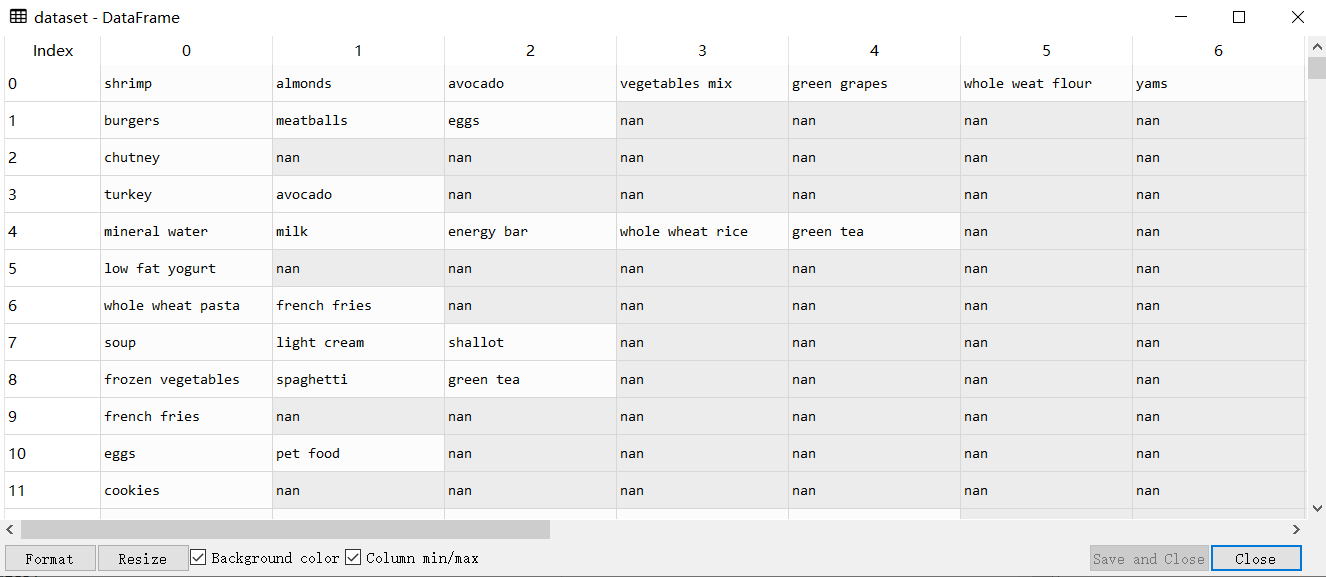 dataset - DataFrame
Index 0 1 2 3 4 5 6
0 shrimp almonds avocado vegetables mix green grapes whole weat flour yams
1 burgers meatballs eggs nan nan nan nan
2 chutney nan nan nan nan nan nan
3 turkey avocado nan nan nan nan nan
4 mineral water milk energy bar whole wheat rice green tea nan nan
5 low fat yogurt nan nan nan nan nan nan
6 whole wheat pasta french fries nan nan nan nan nan
7 soup light cream shallot nan nan nan nan
8 frozen vegetables spaghetti green tea nan nan nan nan
9 french fries nan nan nan nan nan nan
10 eggs pet food nan nan nan nan nan
11 cookies nan nan nan nan nan nan
Format Resize Background color Column min/max Save and Close Close